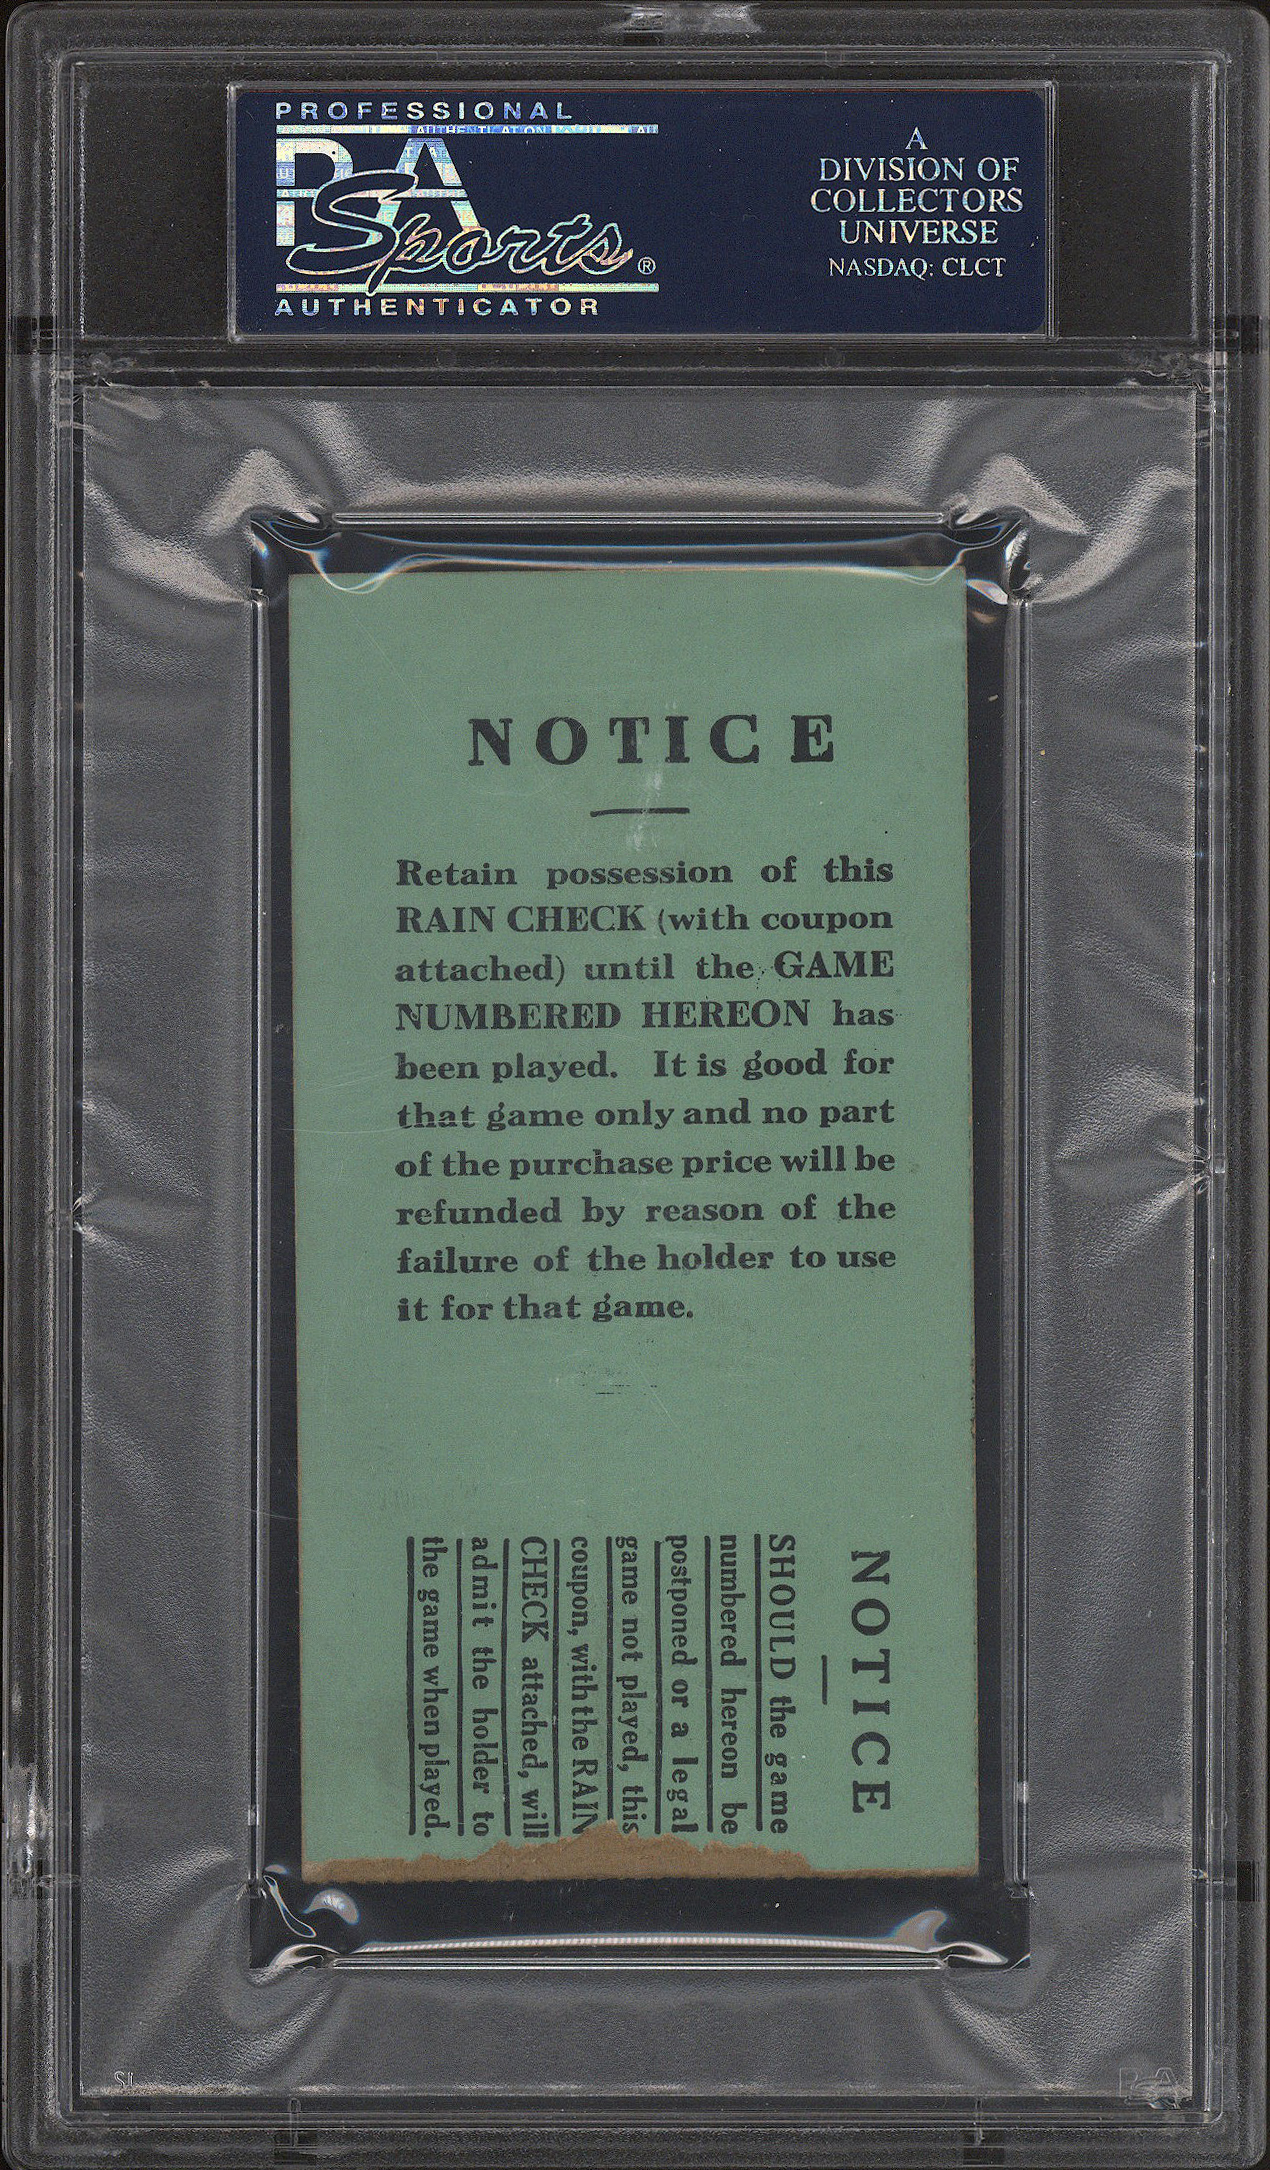 PROFESSIONAL
PSA
Sports®
AUTHENTICATOR
A
DIVISION OF
COLLECTORS
UNIVERSE
NASDAQ: CLCT
NOTICE
Retain possession of this
RAIN CHECK (with coupon
attached) until the GAME
NUMBERED HEREON has
been played. It is good for
that game only and no part
of the purchase price will be
refunded by reason of the
failure of the holder to use
it for that game.
NOTICE
SHOULD the game
numbered hereon be
postponed or a legal
game not played, this
coupon, with the RAIN
CHECK attached, will
admit the holder to
the game when played.
PSA